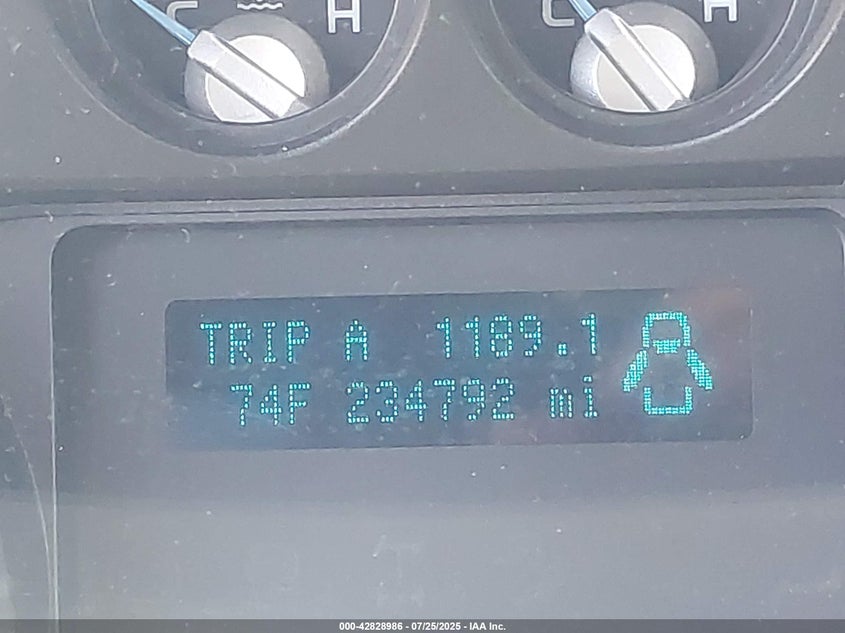 C H C H
TRIP A 1189.1
74F 234792 mi
000-42828986 - 07/25/2025 - IAA Inc.